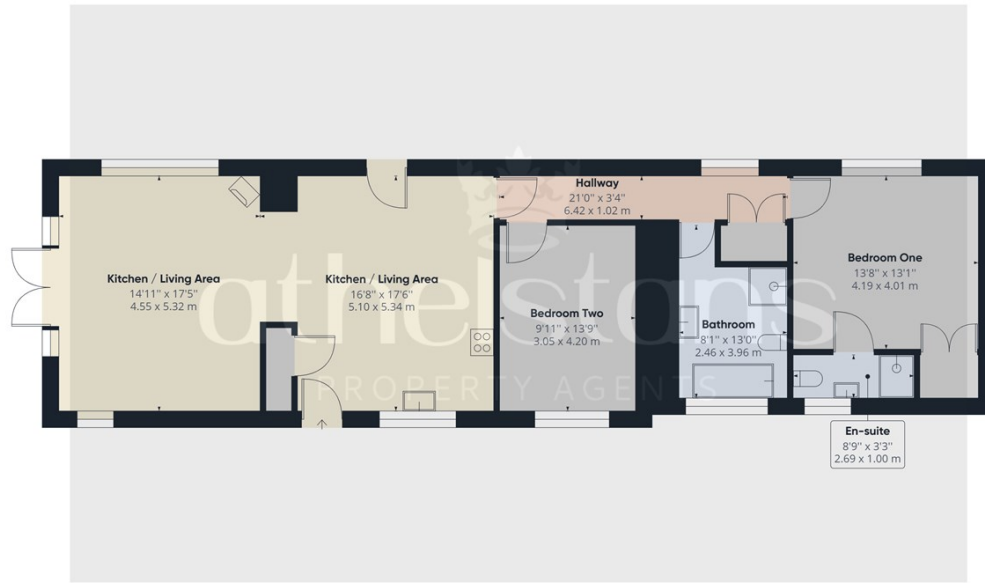 Hallway
21'0" x 3'4"
6.42 x 1.02 m
Kitchen / Living Area
14'11" x 17'5"
4.55 x 5.32 m
Kitchen / Living Area
16'8" x 17'6"
5.10 x 5.34 m
Bedroom One
13'8" x 13'1"
4.19 x 4.01 m
Bedroom Two
9'11" x 13'9"
3.05 x 4.20 m
Bathroom
8'1" x 13'0"
2.46 x 3.96 m
athelstans
PROPERTY AGENTS
En-suite
8'9" x 3'3"
2.69 x 1.00 m